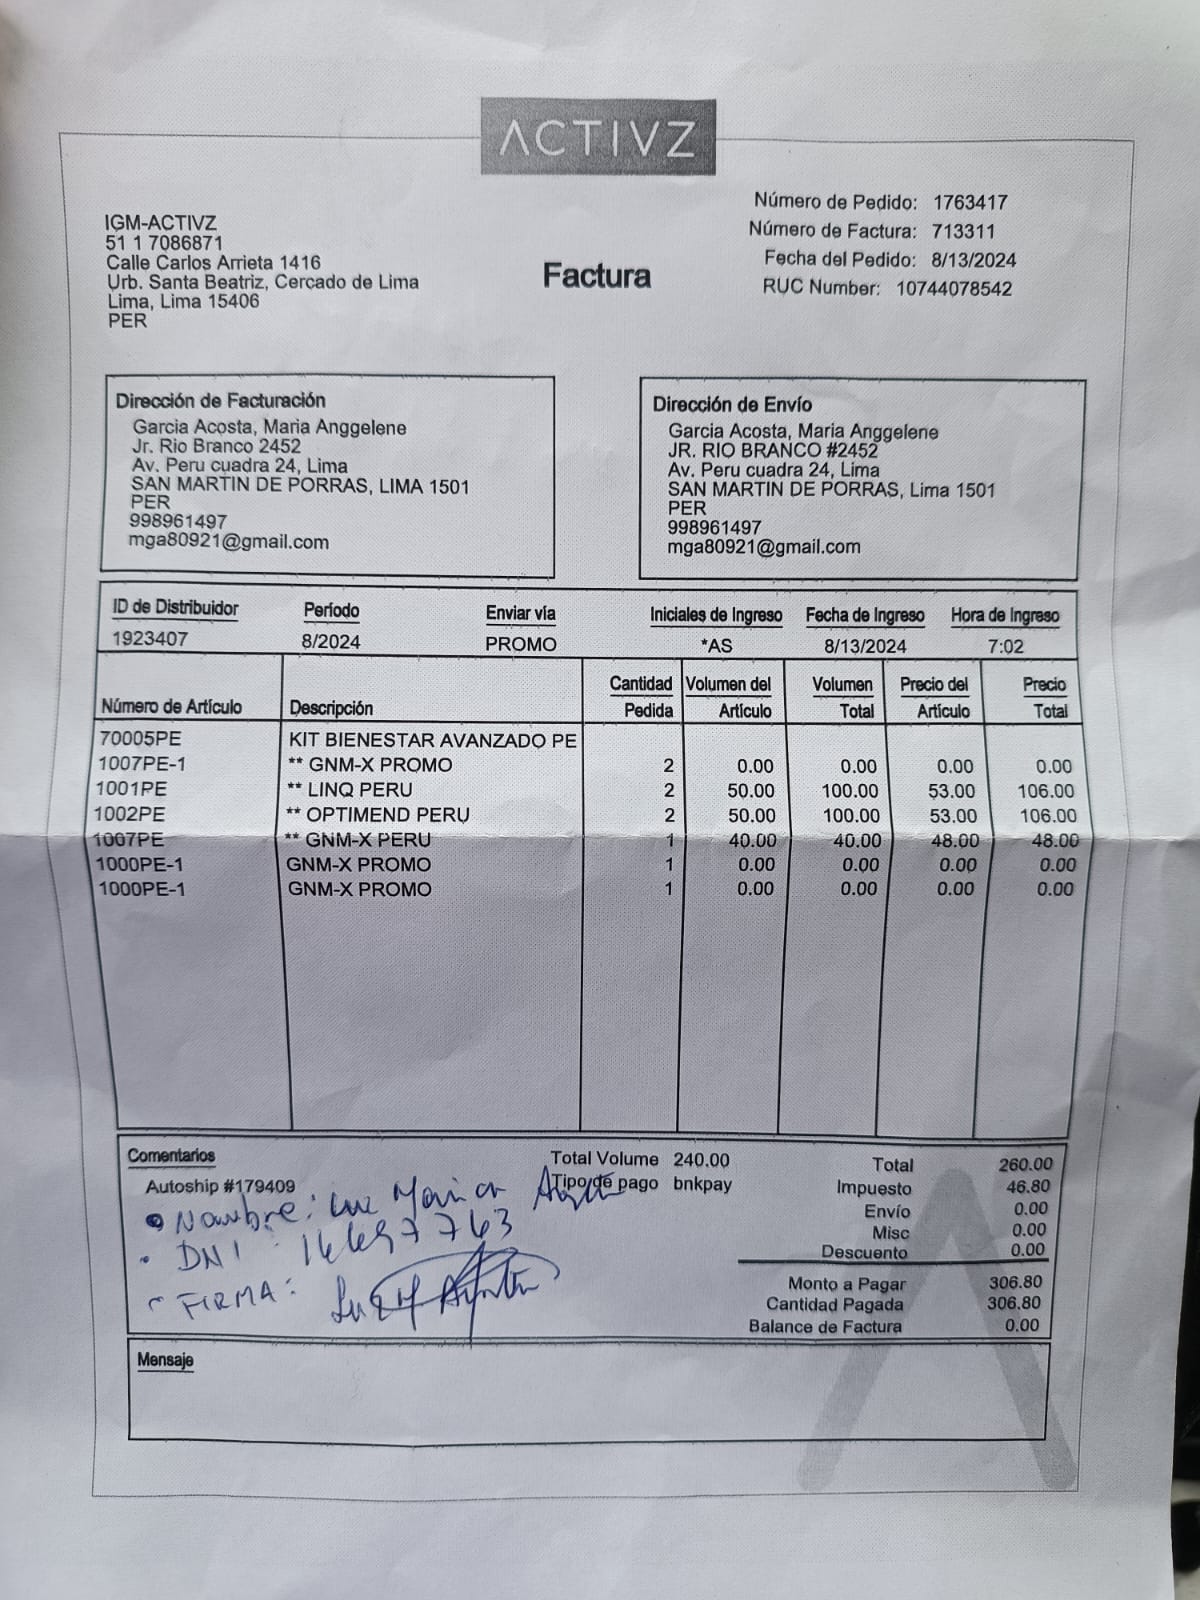 ACTIVZ
IGM-ACTIVZ
51 1 7086871
Calle Carlos Arrieta 1416
Urb. Santa Beatriz, Cercado de Lima
Lima, Lima 15406
PER
Factura
Número de Pedido: 1763417
Número de Factura: 713311
Fecha del Pedido: 8/13/2024
RUC Number: 10744078542
Dirección de Facturación
Garcia Acosta, Maria Anggelene
Jr. Rio Branco 2452
Av. Peru cuadra 24, Lima
SAN MARTIN DE PORRAS, LIMA 1501
PER
998961497
mga80921@gmail.com
Dirección de Envío
Garcia Acosta, Maria Anggelene
JR. RIO BRANCO #2452
Av. Peru cuadra 24, Lima
SAN MARTIN DE PORRAS, Lima 1501
PER
998961497
mga80921@gmail.com
ID de Distribuidor Período Enviar vía Iniciales de Ingreso Fecha de Ingreso Hora de Ingreso
1923407 8/2024 PROMO *AS 8/13/2024 7:02
Cantidad Volumen del Volumen Precio del Precio
Número de Artículo Descripción Pedida Artículo Total Artículo Total
70005PE KIT BIENESTAR AVANZADO PE
1007PE-1 ** GNM-X PROMO 2 0.00 0.00 0.00 0.00
1001PE ** LINQ PERU 2 50.00 100.00 53.00 106.00
1002PE ** OPTIMEND PERU 2 50.00 100.00 53.00 106.00
1007PE ** GNM-X PERU 1 40.00 40.00 48.00 48.00
1000PE-1 GNM-X PROMO 1 0.00 0.00 0.00 0.00
1000PE-1 GNM-X PROMO 1 0.00 0.00 0.00 0.00
Comentarios
Autoship #179409
Total Volume 240.00
Tipo de pago bnkpay
Nombre: Luz Maria
DNI : 16697763
FIRMA:
Total 260.00
Impuesto 46.80
Envío 0.00
Misc 0.00
Descuento 0.00
Monto a Pagar 306.80
Cantidad Pagada 306.80
Balance de Factura 0.00
Mensaje